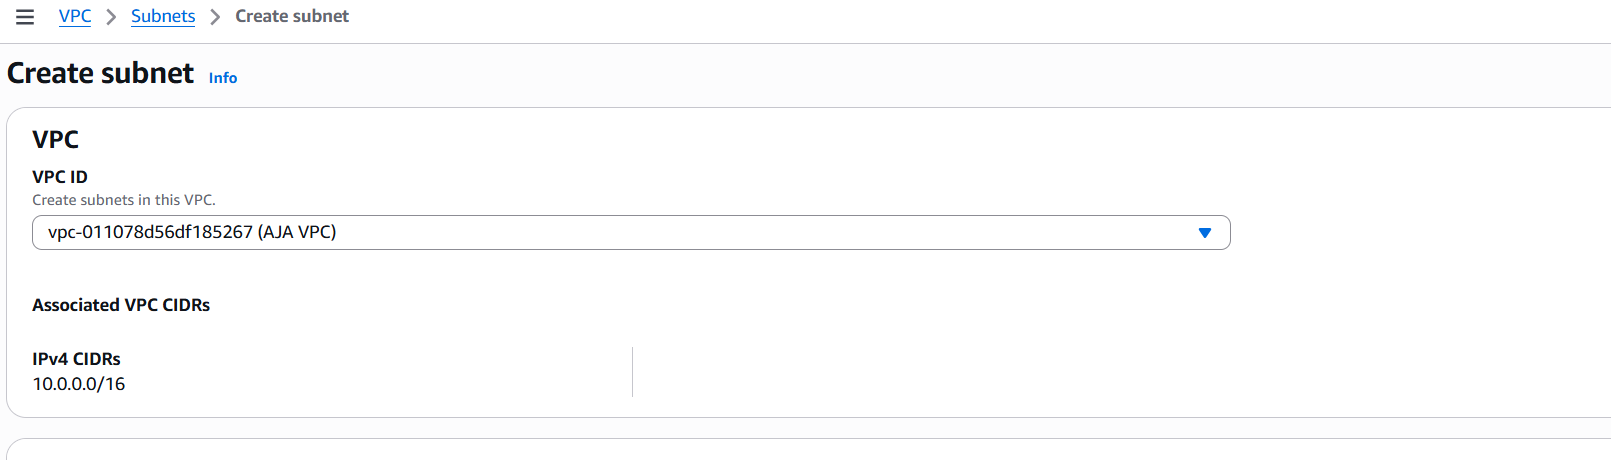 VPC > Subnets > Create subnet
Create subnet Info
VPC
VPC ID
Create subnets in this VPC.
vpc-011078d56df185267 (AJA VPC)
Associated VPC CIDRs
IPv4 CIDRs
10.0.0.0/16